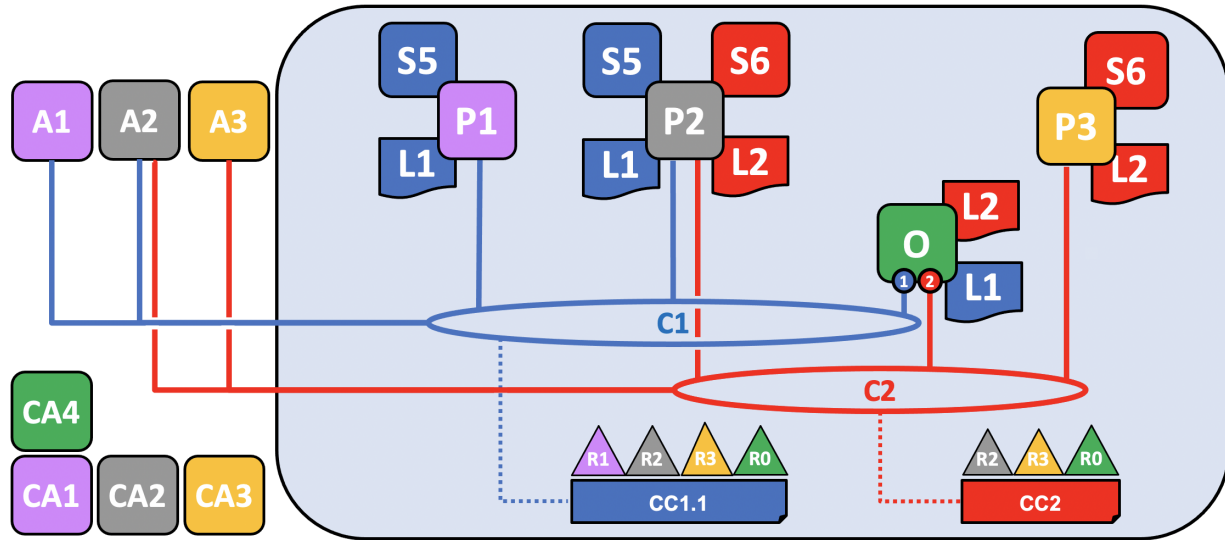 S5
S5
S6
S6
A1
A2
A3
P1
P2
P3
L1
L1
L2
L2
L2
O
1
2
L1
C1
C2
CA4
CA1
CA2
CA3
R1
R2
R3
R0
CC1.1
R2
R3
R0
CC2